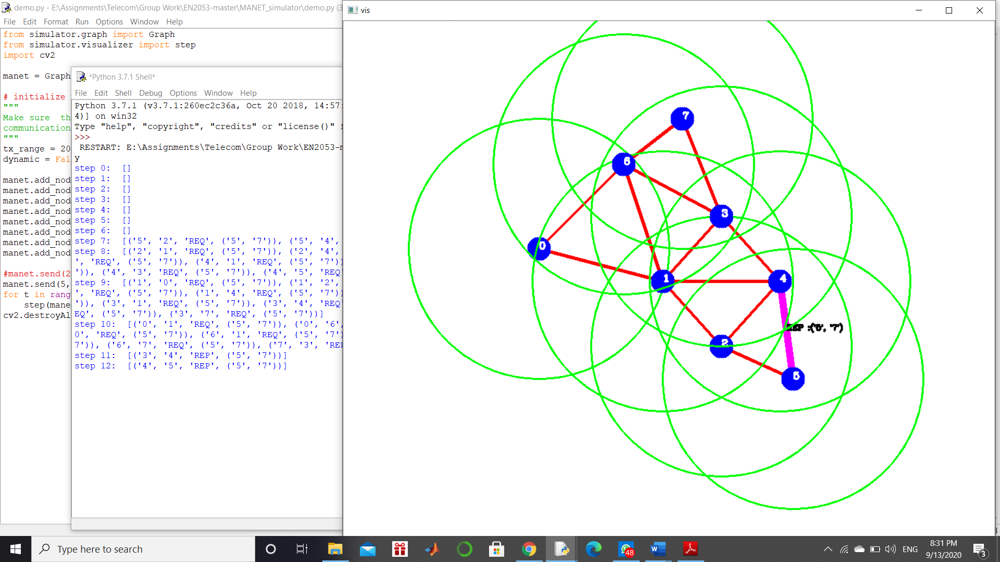 demo.py - E:\Assignments\Telecom\Group Work\EN2053-master\MANET_simulator\demo.py (3
File Edit Format Run Options Window Help
from simulator.graph import Graph
from simulator.visualizer import step
import cv2
manet = Graph
# initialize
"""
Make sure th
communication
"""
tx_range = 20
dynamic = Fal
manet.add_nod
manet.add_nod
manet.add_nod
manet.add_nod
manet.add_nod
manet.add_nod
manet.add_nod
manet.add_nod
#manet.send(2
manet.send(5,
for t in rang
step(mane
cv2.destroyAl
*Python 3.7.1 Shell*
File Edit Shell Debug Options Window Help
Python 3.7.1 (v3.7.1:260ec2c36a, Oct 20 2018, 14:57:
4)] on win32
Type "help", "copyright", "credits" or "license()" f
>>>
RESTART: E:\Assignments\Telecom\Group Work\EN2053-m
y
step 0: []
step 1: []
step 2: []
step 3: []
step 4: []
step 5: []
step 6: []
step 7: [('5', '2', 'REQ', ('5', '7')), ('5', '4',
step 8: [('2', '1', 'REQ', ('5', '7')), ('2', '4',
', 'REQ', ('5', '7')), ('4', '1', 'REQ', ('5', '7'))
')), ('4', '3', 'REQ', ('5', '7')), ('4', '5', 'REQ'
step 9: [('1', '0', 'REQ', ('5', '7')), ('1', '2',
', 'REQ', ('5', '7')), ('1', '4', 'REQ', ('5', '7'))
')), ('3', '1', 'REQ', ('5', '7')), ('3', '4', 'REQ'
EQ', ('5', '7')), ('3', '7', 'REQ', ('5', '7'))]
step 10: [('0', '1', 'REQ', ('5', '7')), ('0', '6',
0', 'REQ', ('5', '7')), ('6', '1', 'REQ', ('5', '7')
7')), ('6', '7', 'REQ', ('5', '7')), ('7', '3', 'REP
step 11: [('3', '4', 'REP', ('5', '7'))]
step 12: [('4', '5', 'REP', ('5', '7'))]
vis
7
6
3
0
1
4
REP :('5', '7')
2
5
Type here to search
48
ENG
8:31 PM
9/13/2020
3